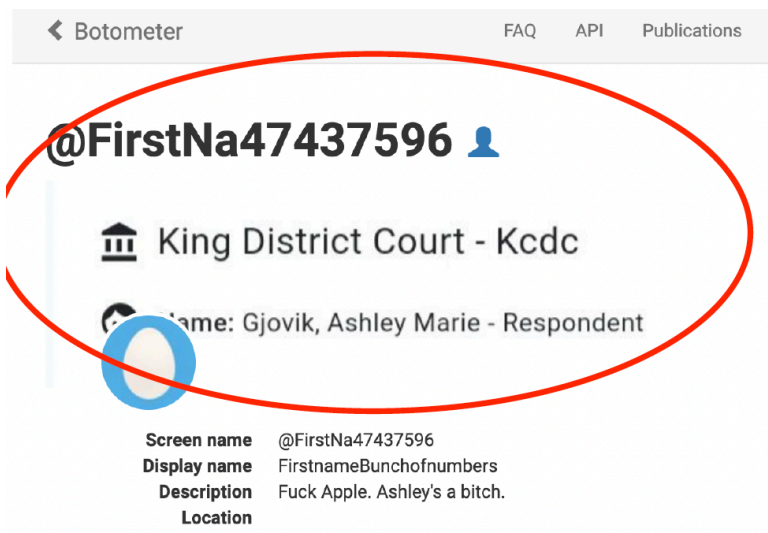 Botometer FAQ API Publications
@FirstNa47437596
King District Court - Kcdc
Name: Gjovik, Ashley Marie - Respondent
Screen name @FirstNa47437596
Display name FirstnameBunchofnumbers
Description Fuck Apple. Ashley's a bitch.
Location